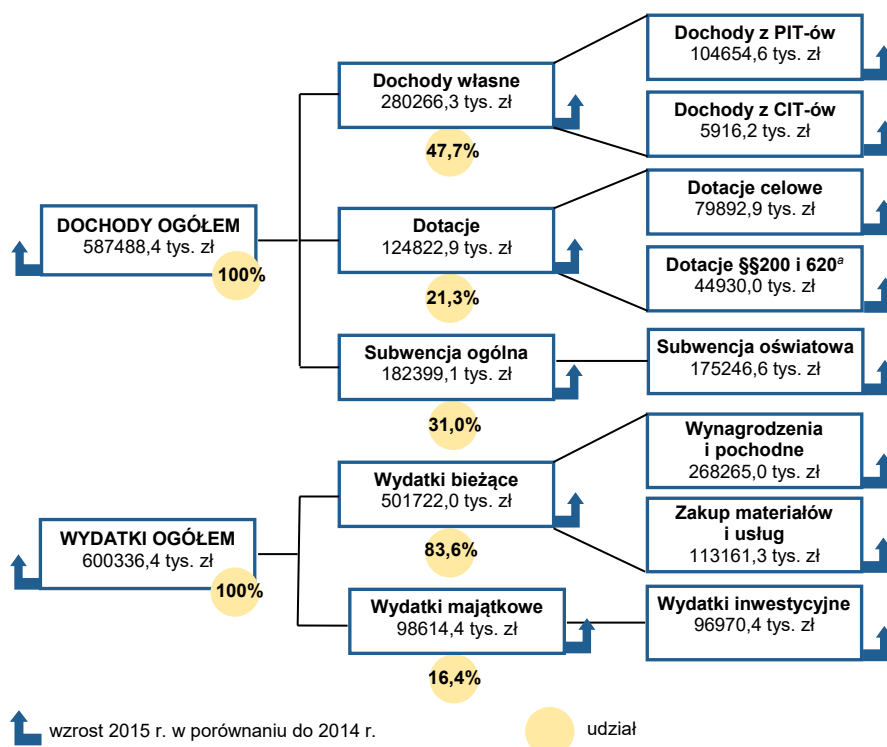 Dochody z PIT-ów
104654,6 tys. zł
Dochody własne
280266,3 tys. zł
47,7%
Dochody z CIT-ów
5916,2 tys. zł
DOCHODY OGÓŁEM
587488,4 tys. zł
100%
Dotacje
124822,9 tys. zł
21,3%
Dotacje celowe
79892,9 tys. zł
Dotacje §§200 i 620ᵃ
44930,0 tys. zł
Subwencja ogólna
182399,1 tys. zł
31,0%
Subwencja oświatowa
175246,6 tys. zł
Wynagrodzenia
i pochodne
268265,0 tys. zł
Wydatki bieżące
501722,0 tys. zł
83,6%
Zakup materiałów
i usług
113161,3 tys. zł
WYDATKI OGÓŁEM
600336,4 tys. zł
100%
Wydatki majątkowe
98614,4 tys. zł
16,4%
Wydatki inwestycyjne
96970,4 tys. zł
wzrost 2015 r. w porównaniu do 2014 r.
udział